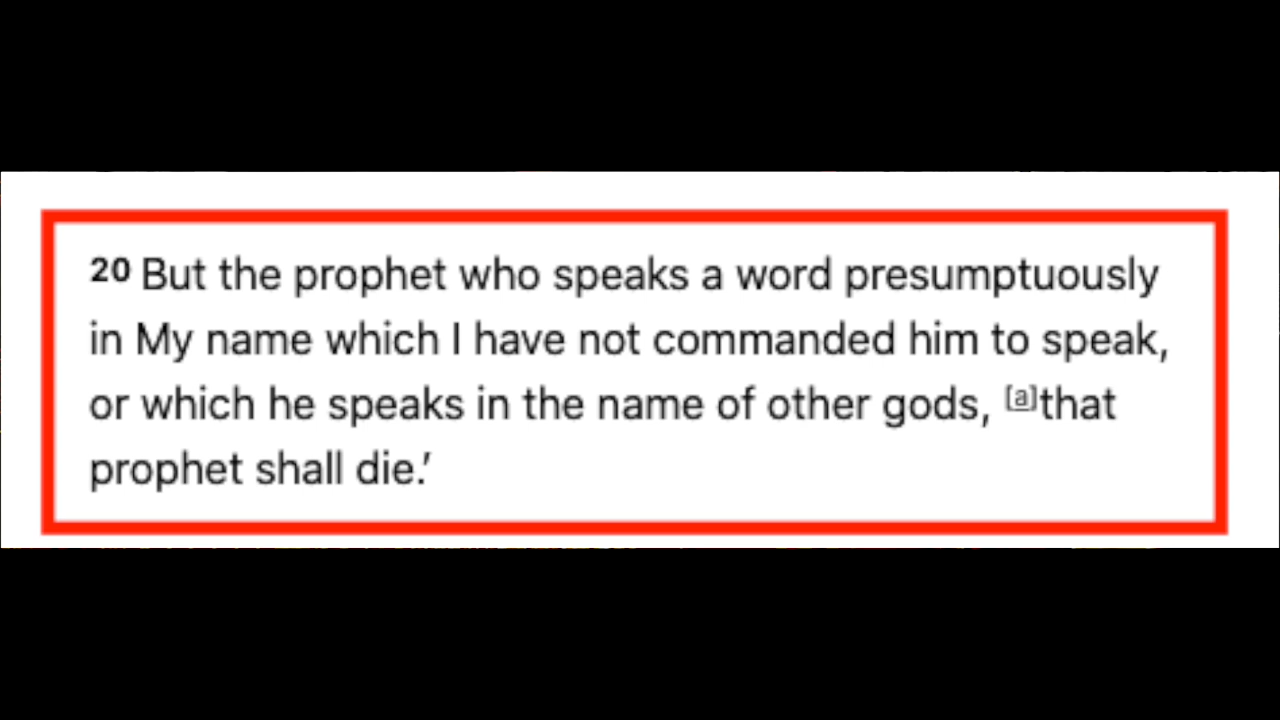 20 But the prophet who speaks a word presumptuously
in My name which I have not commanded him to speak,
or which he speaks in the name of other gods, [a]that
prophet shall die.’